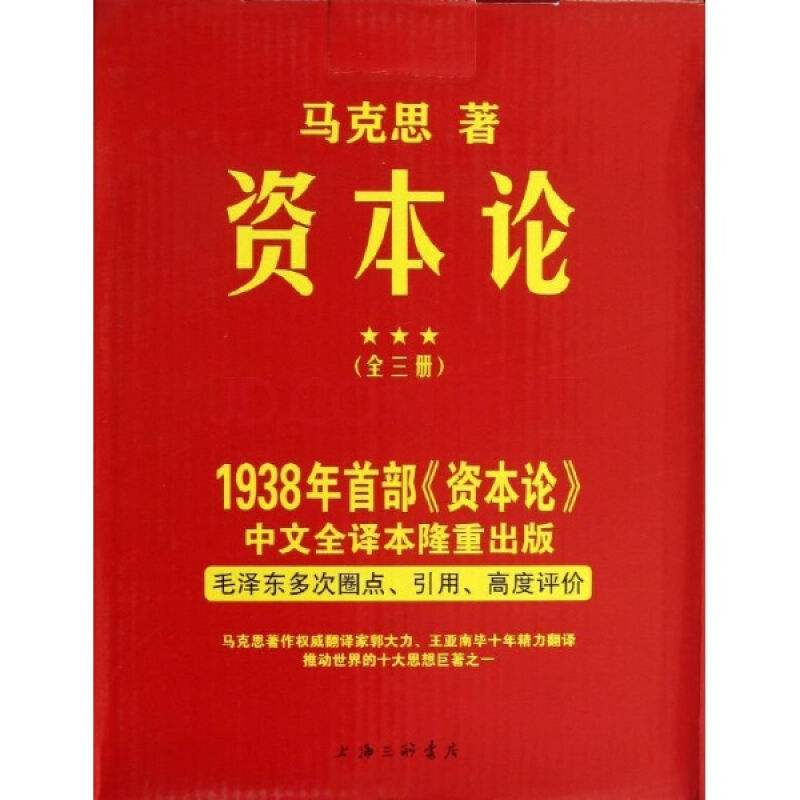 马克思 著
资本论
★★★
（全三册）
1938年首部《资本论》
中文全译本隆重出版
毛泽东多次圈点、引用、高度评价
马克思著作权威翻译家郭大力、王亚南毕十年精力翻译
推动世界的十大思想巨著之一
上海三联书店